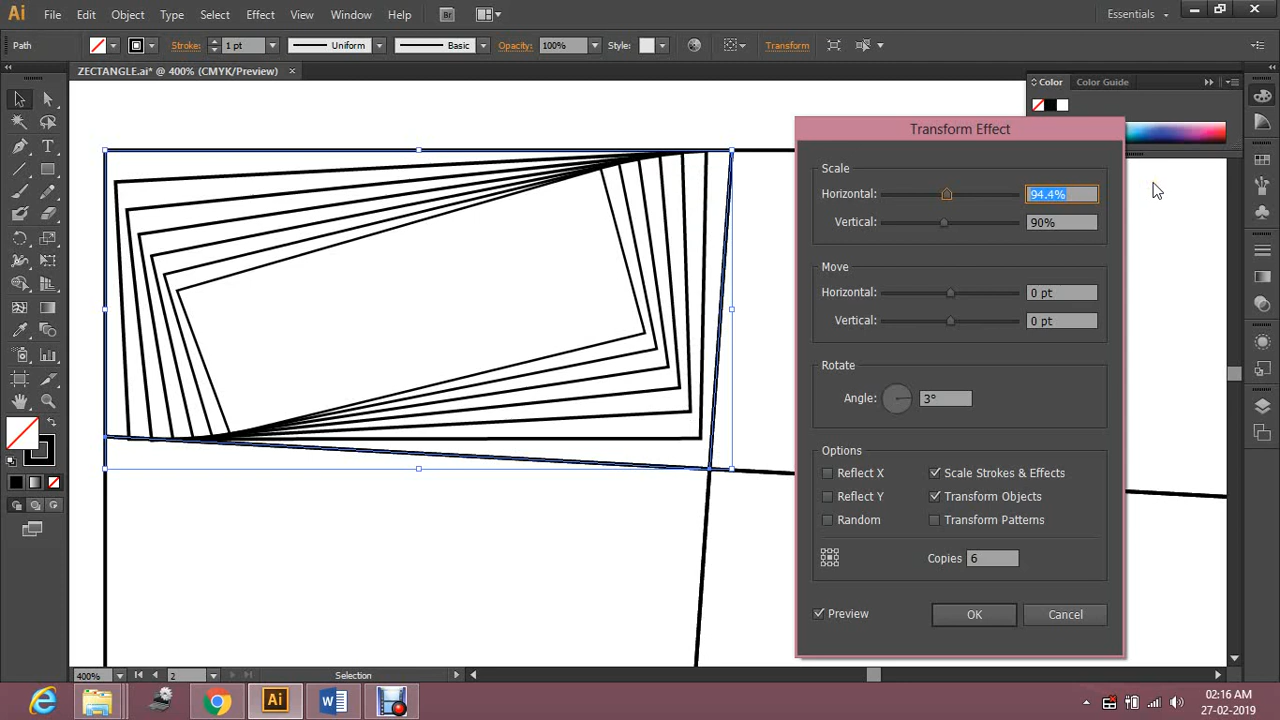 Ai File Edit Object Type Select Effect View Window Help Br Essentials
Path Stroke: 1 pt Uniform Basic Opacity: 100% Style: Transform
ZECTANGLE.ai* @ 400% (CMYK/Preview) ×
Color Color Guide
Transform Effect
Scale
Horizontal: 94.4%
Vertical: 90%
Move
Horizontal: 0 pt
Vertical: 0 pt
Rotate
Angle: 3°
Options
Reflect X Scale Strokes & Effects
Reflect Y Transform Objects
Random Transform Patterns
Copies 6
Preview OK Cancel
400% 2 Selection
Ai 02:16 AM
27-02-2019